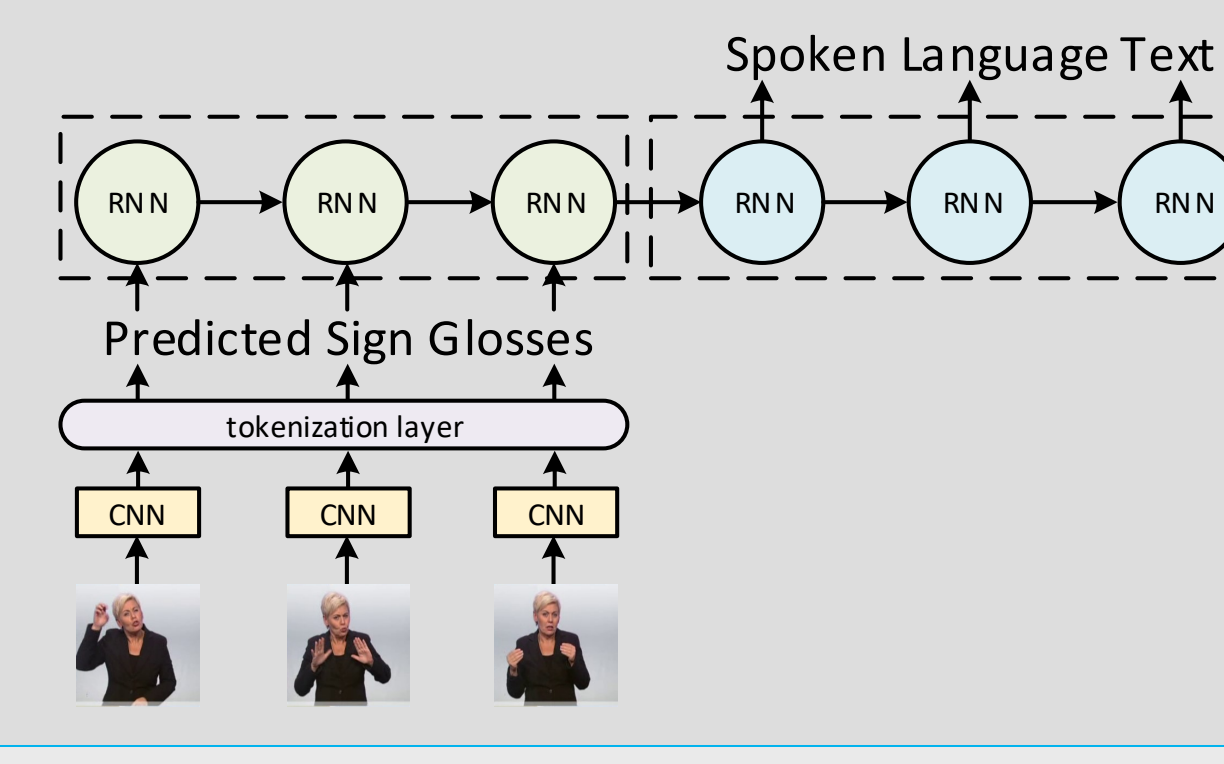 Spoken Language Text
RNN RNN RNN RNN RNN RNN
Predicted Sign Glosses
tokenization layer
CNN CNN CNN